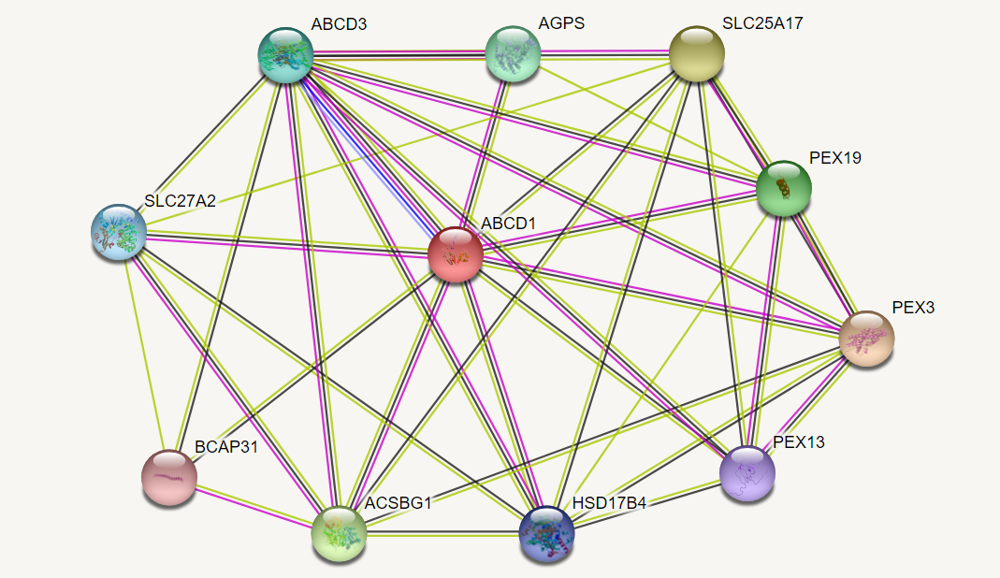 ABCD3
AGPS
SLC25A17
PEX19
SLC27A2
ABCD1
PEX3
BCAP31
PEX13
ACSBG1
HSD17B4